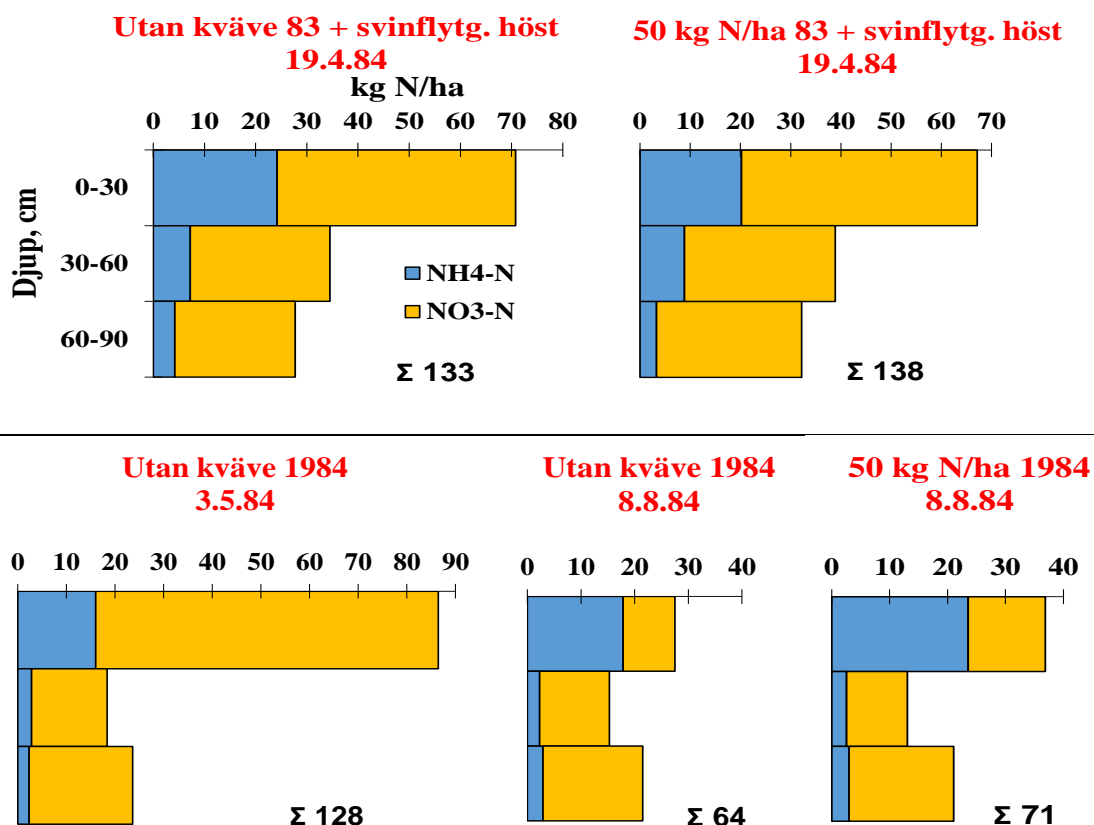 Utan kväve 83 + svinflytg. höst
19.4.84
kg N/ha
0 10 20 30 40 50 60 70 80
Djup, cm
0-30
30-60
60-90
NH4-N
NO3-N
Σ 133
50 kg N/ha 83 + svinflytg. höst
19.4.84
0 10 20 30 40 50 60 70
Σ 138
Utan kväve 1984
3.5.84
0 10 20 30 40 50 60 70 80 90
Σ 128
Utan kväve 1984
8.8.84
0 10 20 30 40
Σ 64
50 kg N/ha 1984
8.8.84
0 10 20 30 40
Σ 71